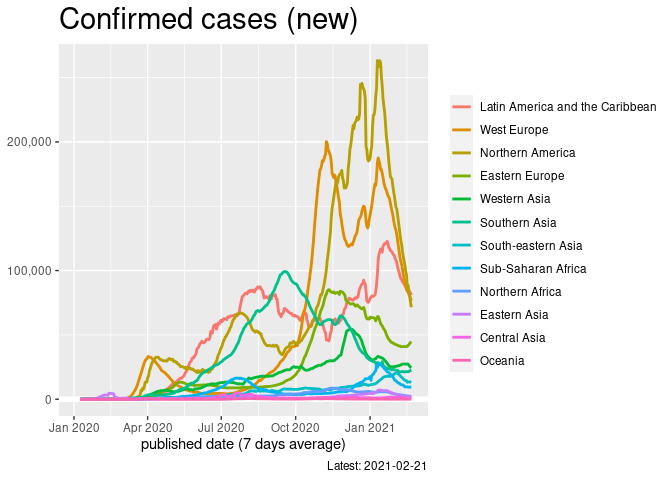 Confirmed cases (new)
200,000
100,000
0
Jan 2020
Apr 2020
Jul 2020
Oct 2020
Jan 2021
published date (7 days average)
Latest: 2021-02-21
Latin America and the Caribbean
West Europe
Northern America
Eastern Europe
Western Asia
Southern Asia
South-eastern Asia
Sub-Saharan Africa
Northern Africa
Eastern Asia
Central Asia
Oceania